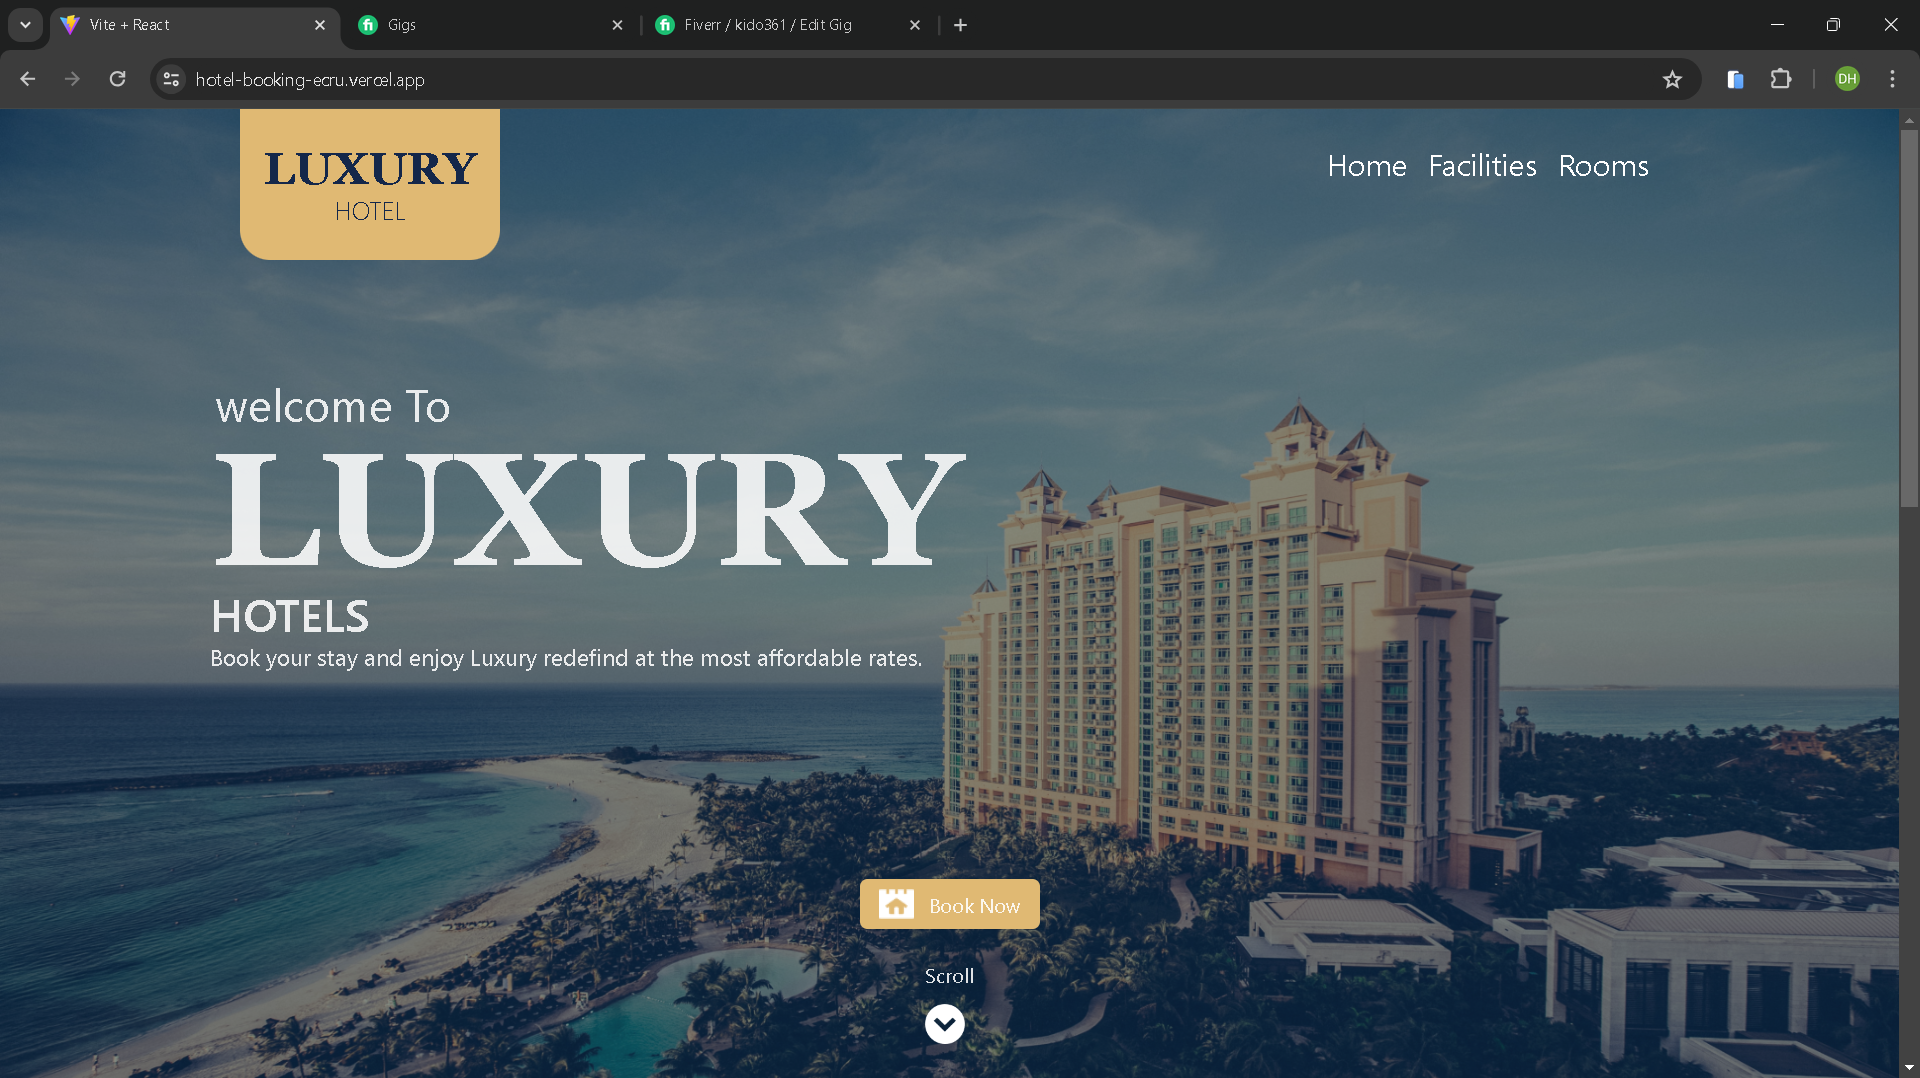 Vite + React
Gigs
Fiverr / kido361 / Edit Gig
hotel-booking-ecru.vercel.app
DH
LUXURY
HOTEL
Home Facilities Rooms
welcome To
LUXURY
HOTELS
Book your stay and enjoy Luxury redefind at the most affordable rates.
Book Now
Scroll